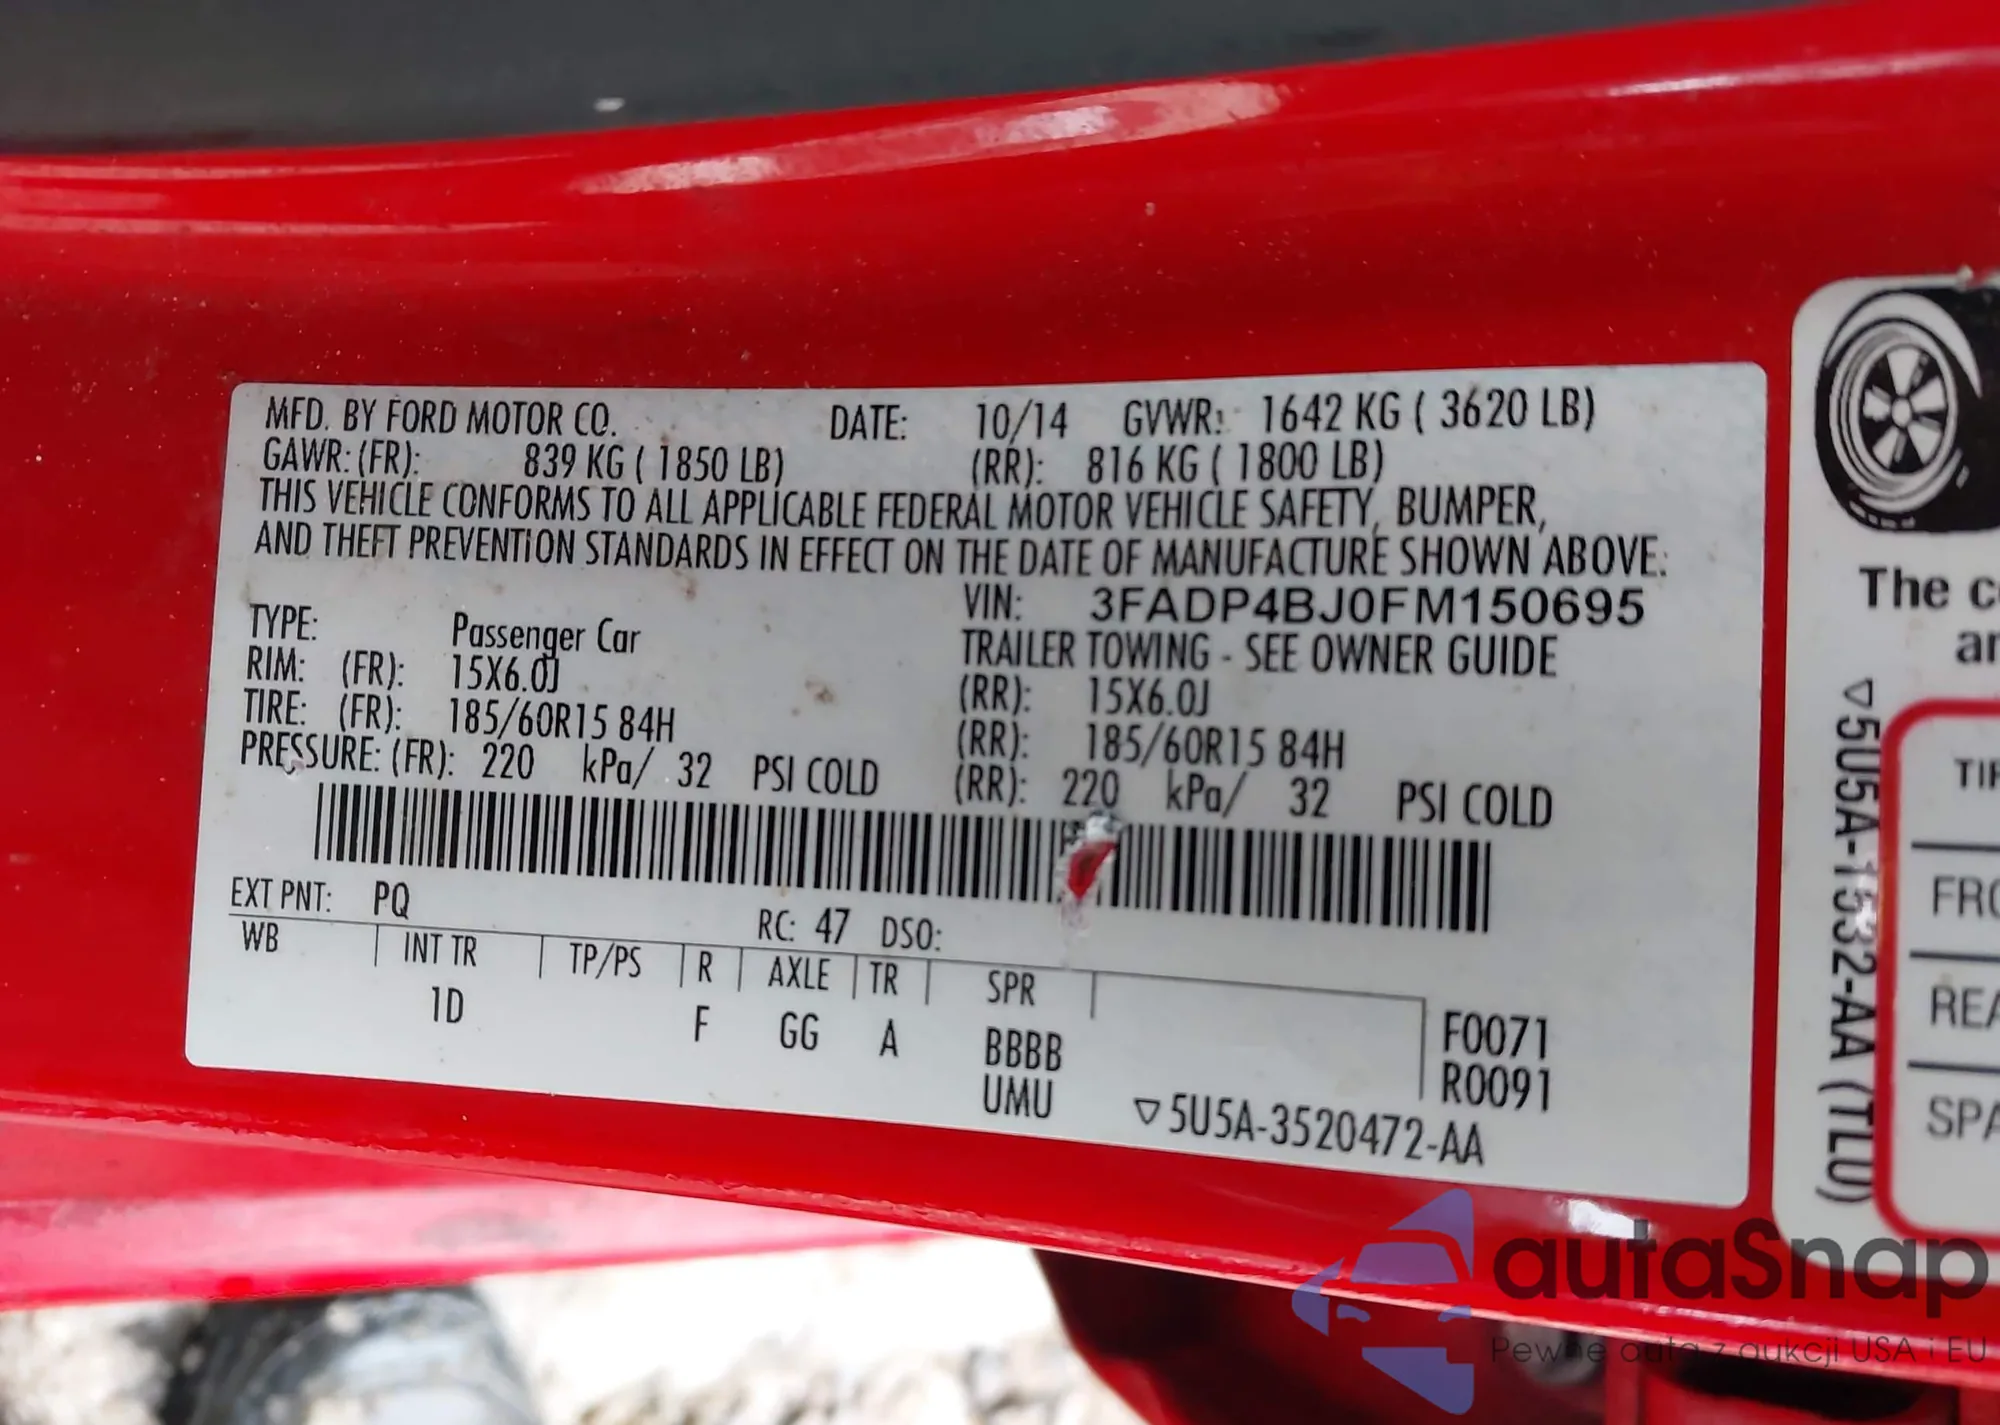 MFD. BY FORD MOTOR CO. DATE: 10/14 GVWR: 1642 KG ( 3620 LB)
GAWR: (FR): 839 KG ( 1850 LB) (RR): 816 KG ( 1800 LB)
THIS VEHICLE CONFORMS TO ALL APPLICABLE FEDERAL MOTOR VEHICLE SAFETY, BUMPER,
AND THEFT PREVENTION STANDARDS IN EFFECT ON THE DATE OF MANUFACTURE SHOWN ABOVE:
VIN: 3FADP4BJ0FM150695
TYPE: Passenger Car TRAILER TOWING - SEE OWNER GUIDE
RIM: (FR): 15X6.0J (RR): 15X6.0J
TIRE: (FR): 185/60R15 84H (RR): 185/60R15 84H
PRESSURE: (FR): 220 kPa/ 32 PSI COLD (RR): 220 kPa/ 32 PSI COLD
EXT PNT: PQ RC: 47 DSO:
WB INT TR TP/PS R AXLE TR SPR
1D F GG A BBBB F0071
UMU R0091
▽5U5A-3520472-AA
The
▽5U5A-1532-AA (TLU)
autaSnap
Pewne auta z aukcji USA i EU